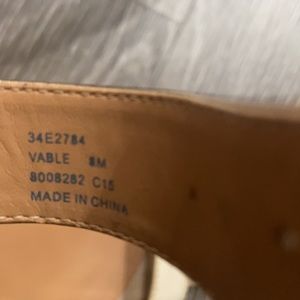 34E2784
VABLE 8M
8008282 C15
MADE IN CHINA